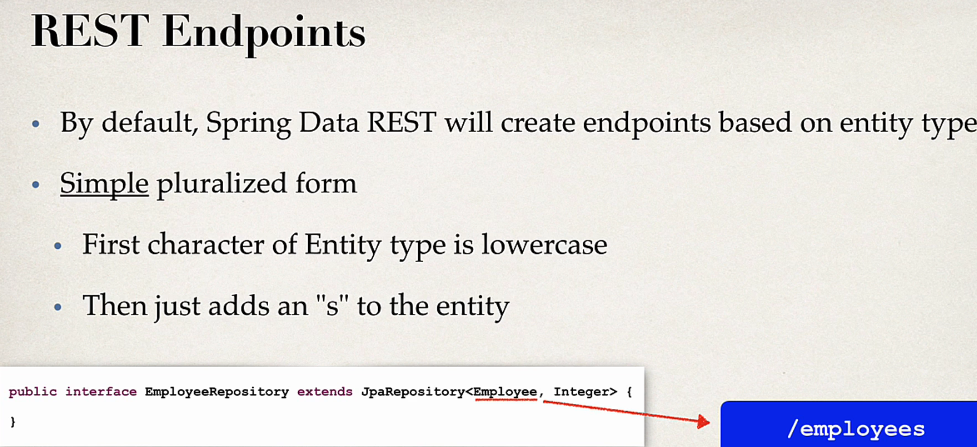 REST Endpoints
• By default, Spring Data REST will create endpoints based on entity type
• Simple pluralized form
• First character of Entity type is lowercase
• Then just adds an "s" to the entity
public interface EmployeeRepository extends JpaRepository<Employee, Integer> {
}
/employees